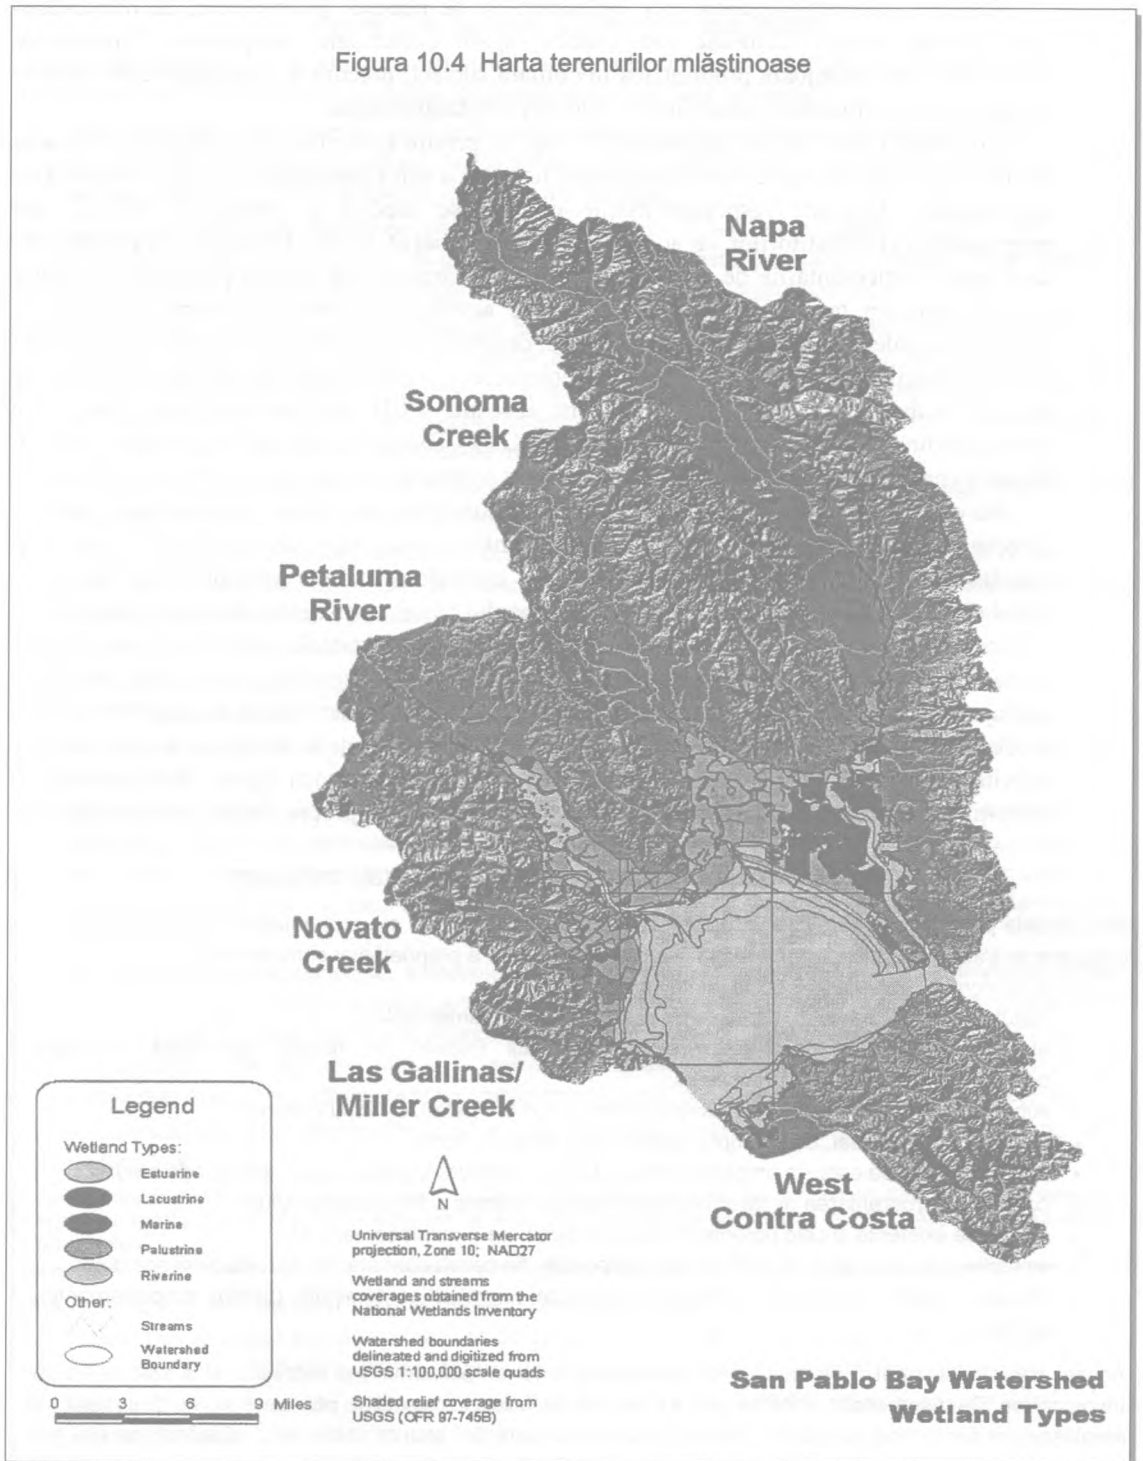 Figura 10.4 Harta terenurilor mlăștinoase
Napa
River
Sonoma
Creek
Petaluma
River
Novato
Creek
Las Gallinas/
Miller Creek
West
Contra Costa
Legend
Wetland Types:
Estuarine
Lacustrine
Marine
Palustrine
Riverine
Other:
Streams
Watershed
Boundary
0 3 6 9 Miles
N
Universal Transverse Mercator
projection, Zone 10; NAD27
Wetland and streams
coverages obtained from the
National Wetlands Inventory
Watershed boundaries
delineated and digitized from
USGS 1:100,000 scale quads
Shaded relief coverage from
USGS (OFR 97-745B)
San Pablo Bay Watershed
Wetland Types